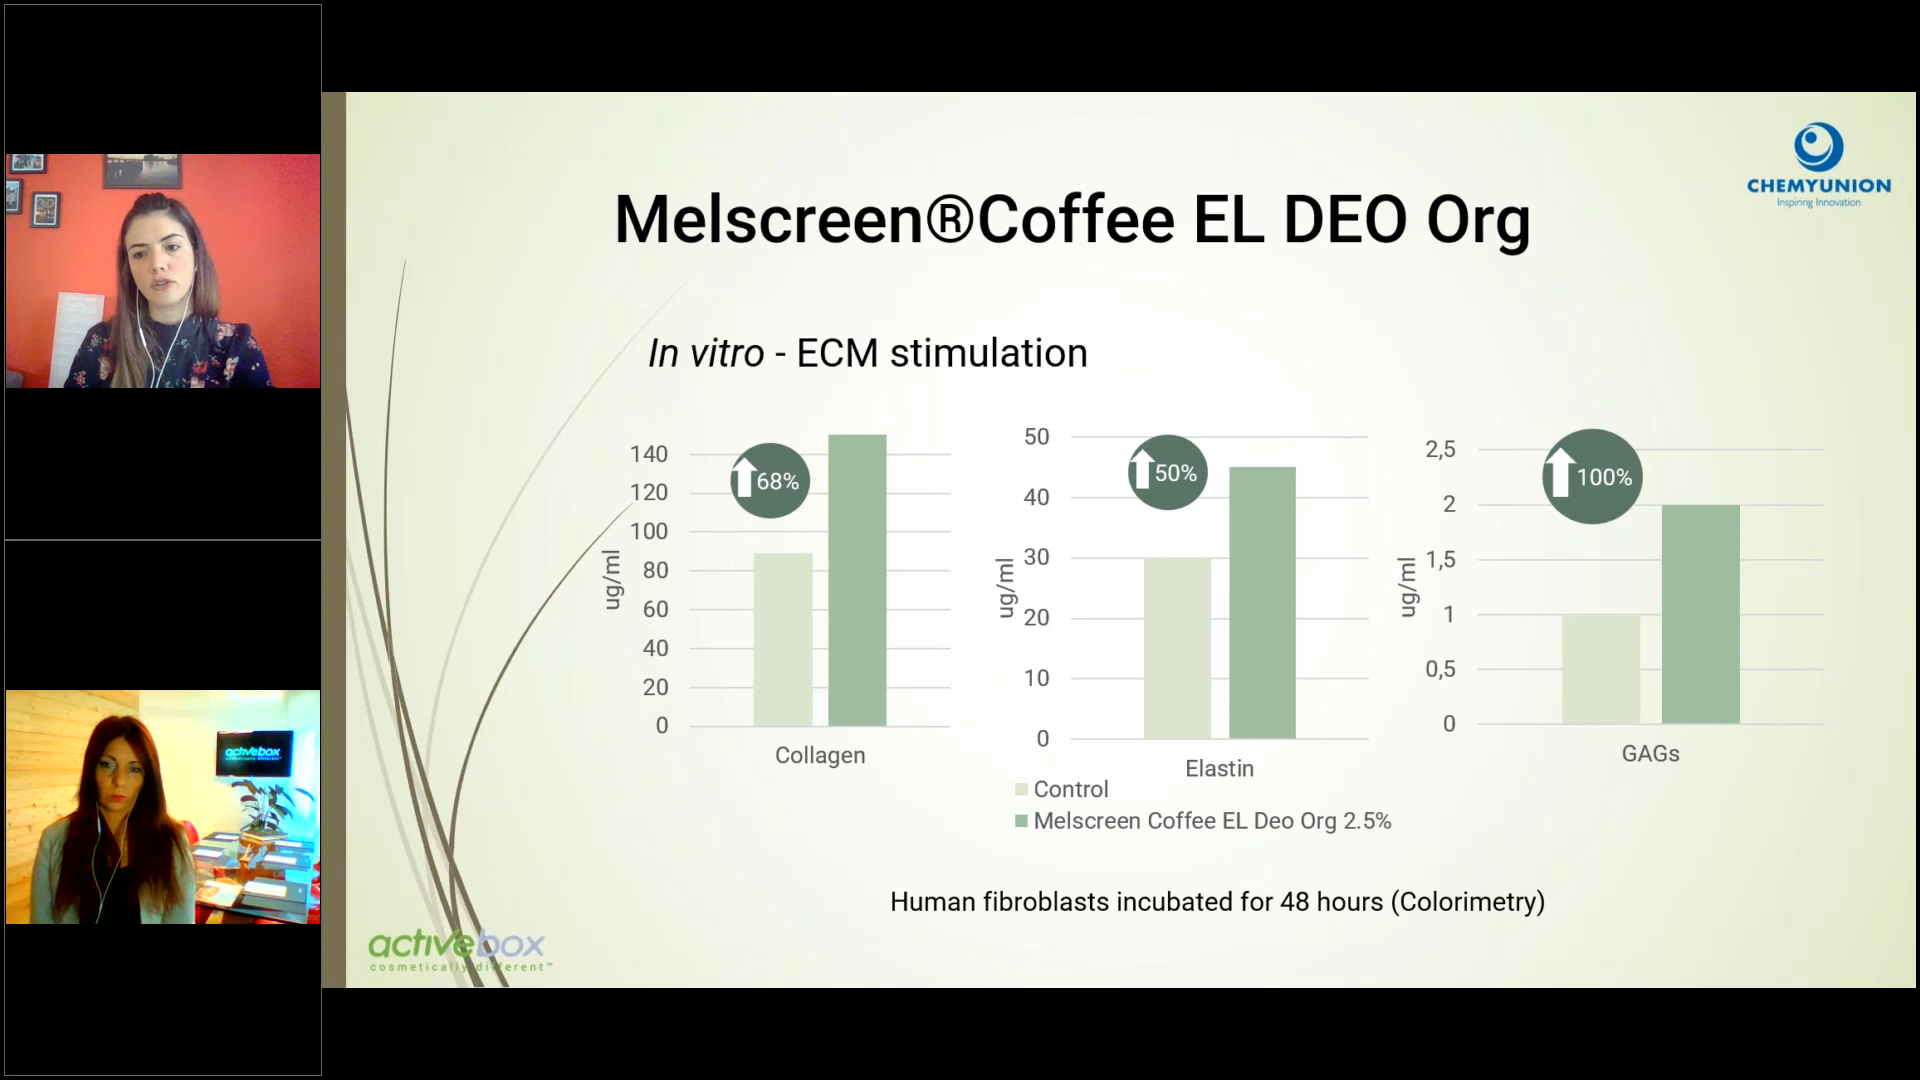 CHEMYUNION
Inspiring Innovation
Melscreen®Coffee EL DEO Org
In vitro - ECM stimulation
140
120
100
80
60
40
20
0
ug/ml
68%
Collagen
50
40
30
20
10
0
ug/ml
50%
Elastin
2,5
2
1,5
1
0,5
0
ug/ml
100%
GAGs
Control
Melscreen Coffee EL Deo Org 2.5%
Human fibroblasts incubated for 48 hours (Colorimetry)
activebox
cosmetically different™
activebox